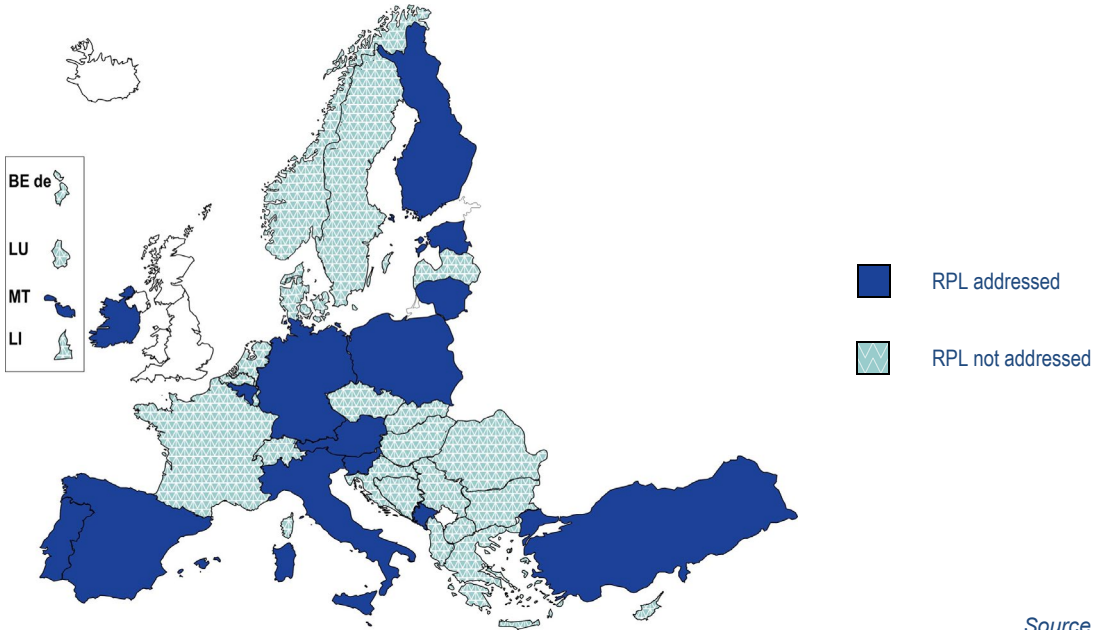 BE de
LU
MT
LI
RPL addressed
RPL not addressed
Source